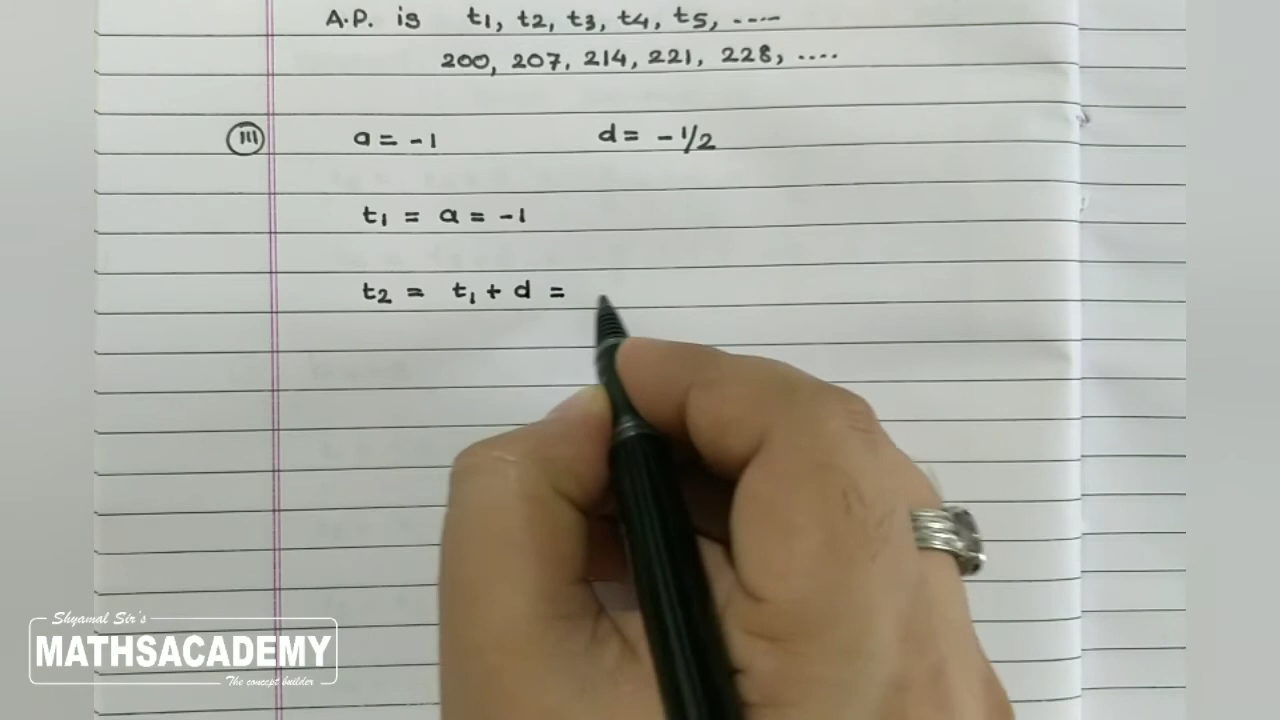 A.P. is t1, t2, t3, t4, t5, ----
200, 207, 214, 221, 228, ....
III a = -1 d = -1/2
t1 = a = -1
t2 = t1 + d =
Shyamal Sir's
MATHSACADEMY
The concept builder